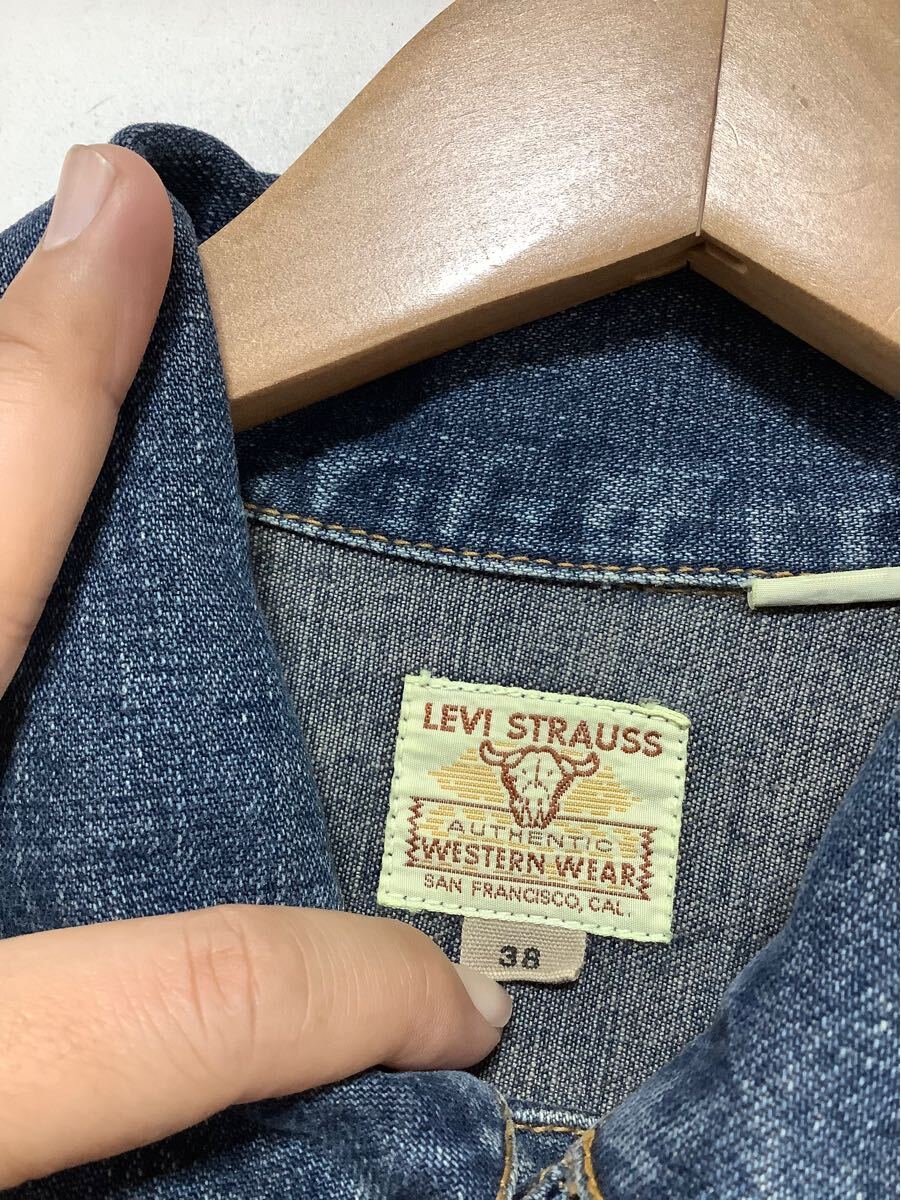 LEVI STRAUSS
AUTHENTIC
WESTERN WEAR
SAN FRANCISCO, CAL.
38